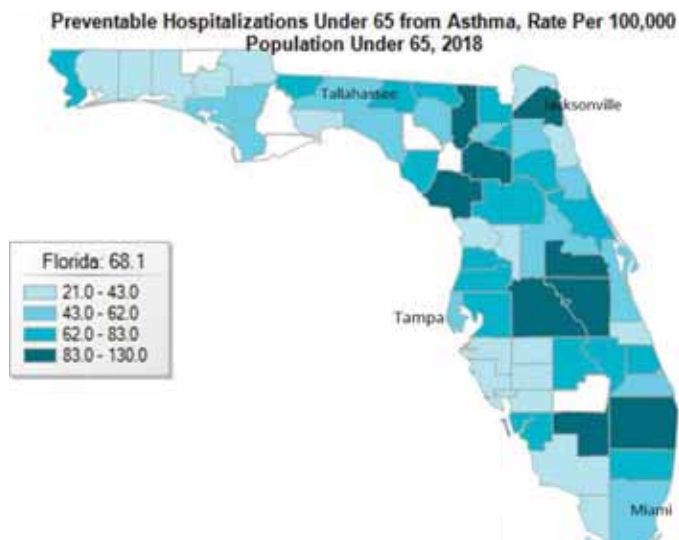 Preventable Hospitalizations Under 65 from Asthma, Rate Per 100,000
Population Under 65, 2018
Tallahassee
Jacksonville
Florida: 68.1
21.0 - 43.0
43.0 - 62.0
62.0 - 83.0
83.0 - 130.0
Tampa
Miami